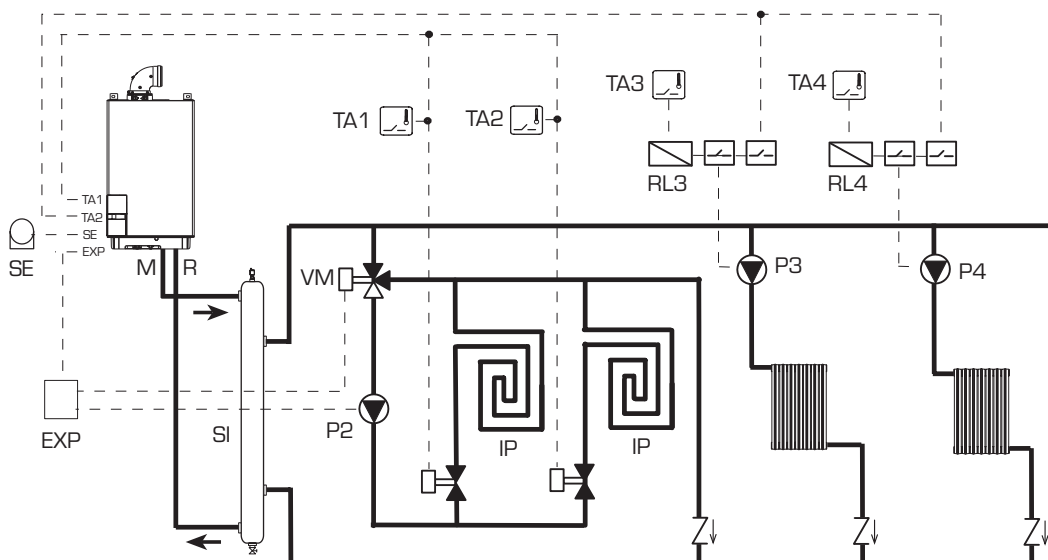 TA3
TA4
TA1
TA2
RL3
RL4
TA1
TA2
SE
EXP
SE
M
R
VM
P3
P4
EXP
SI
P2
IP
IP